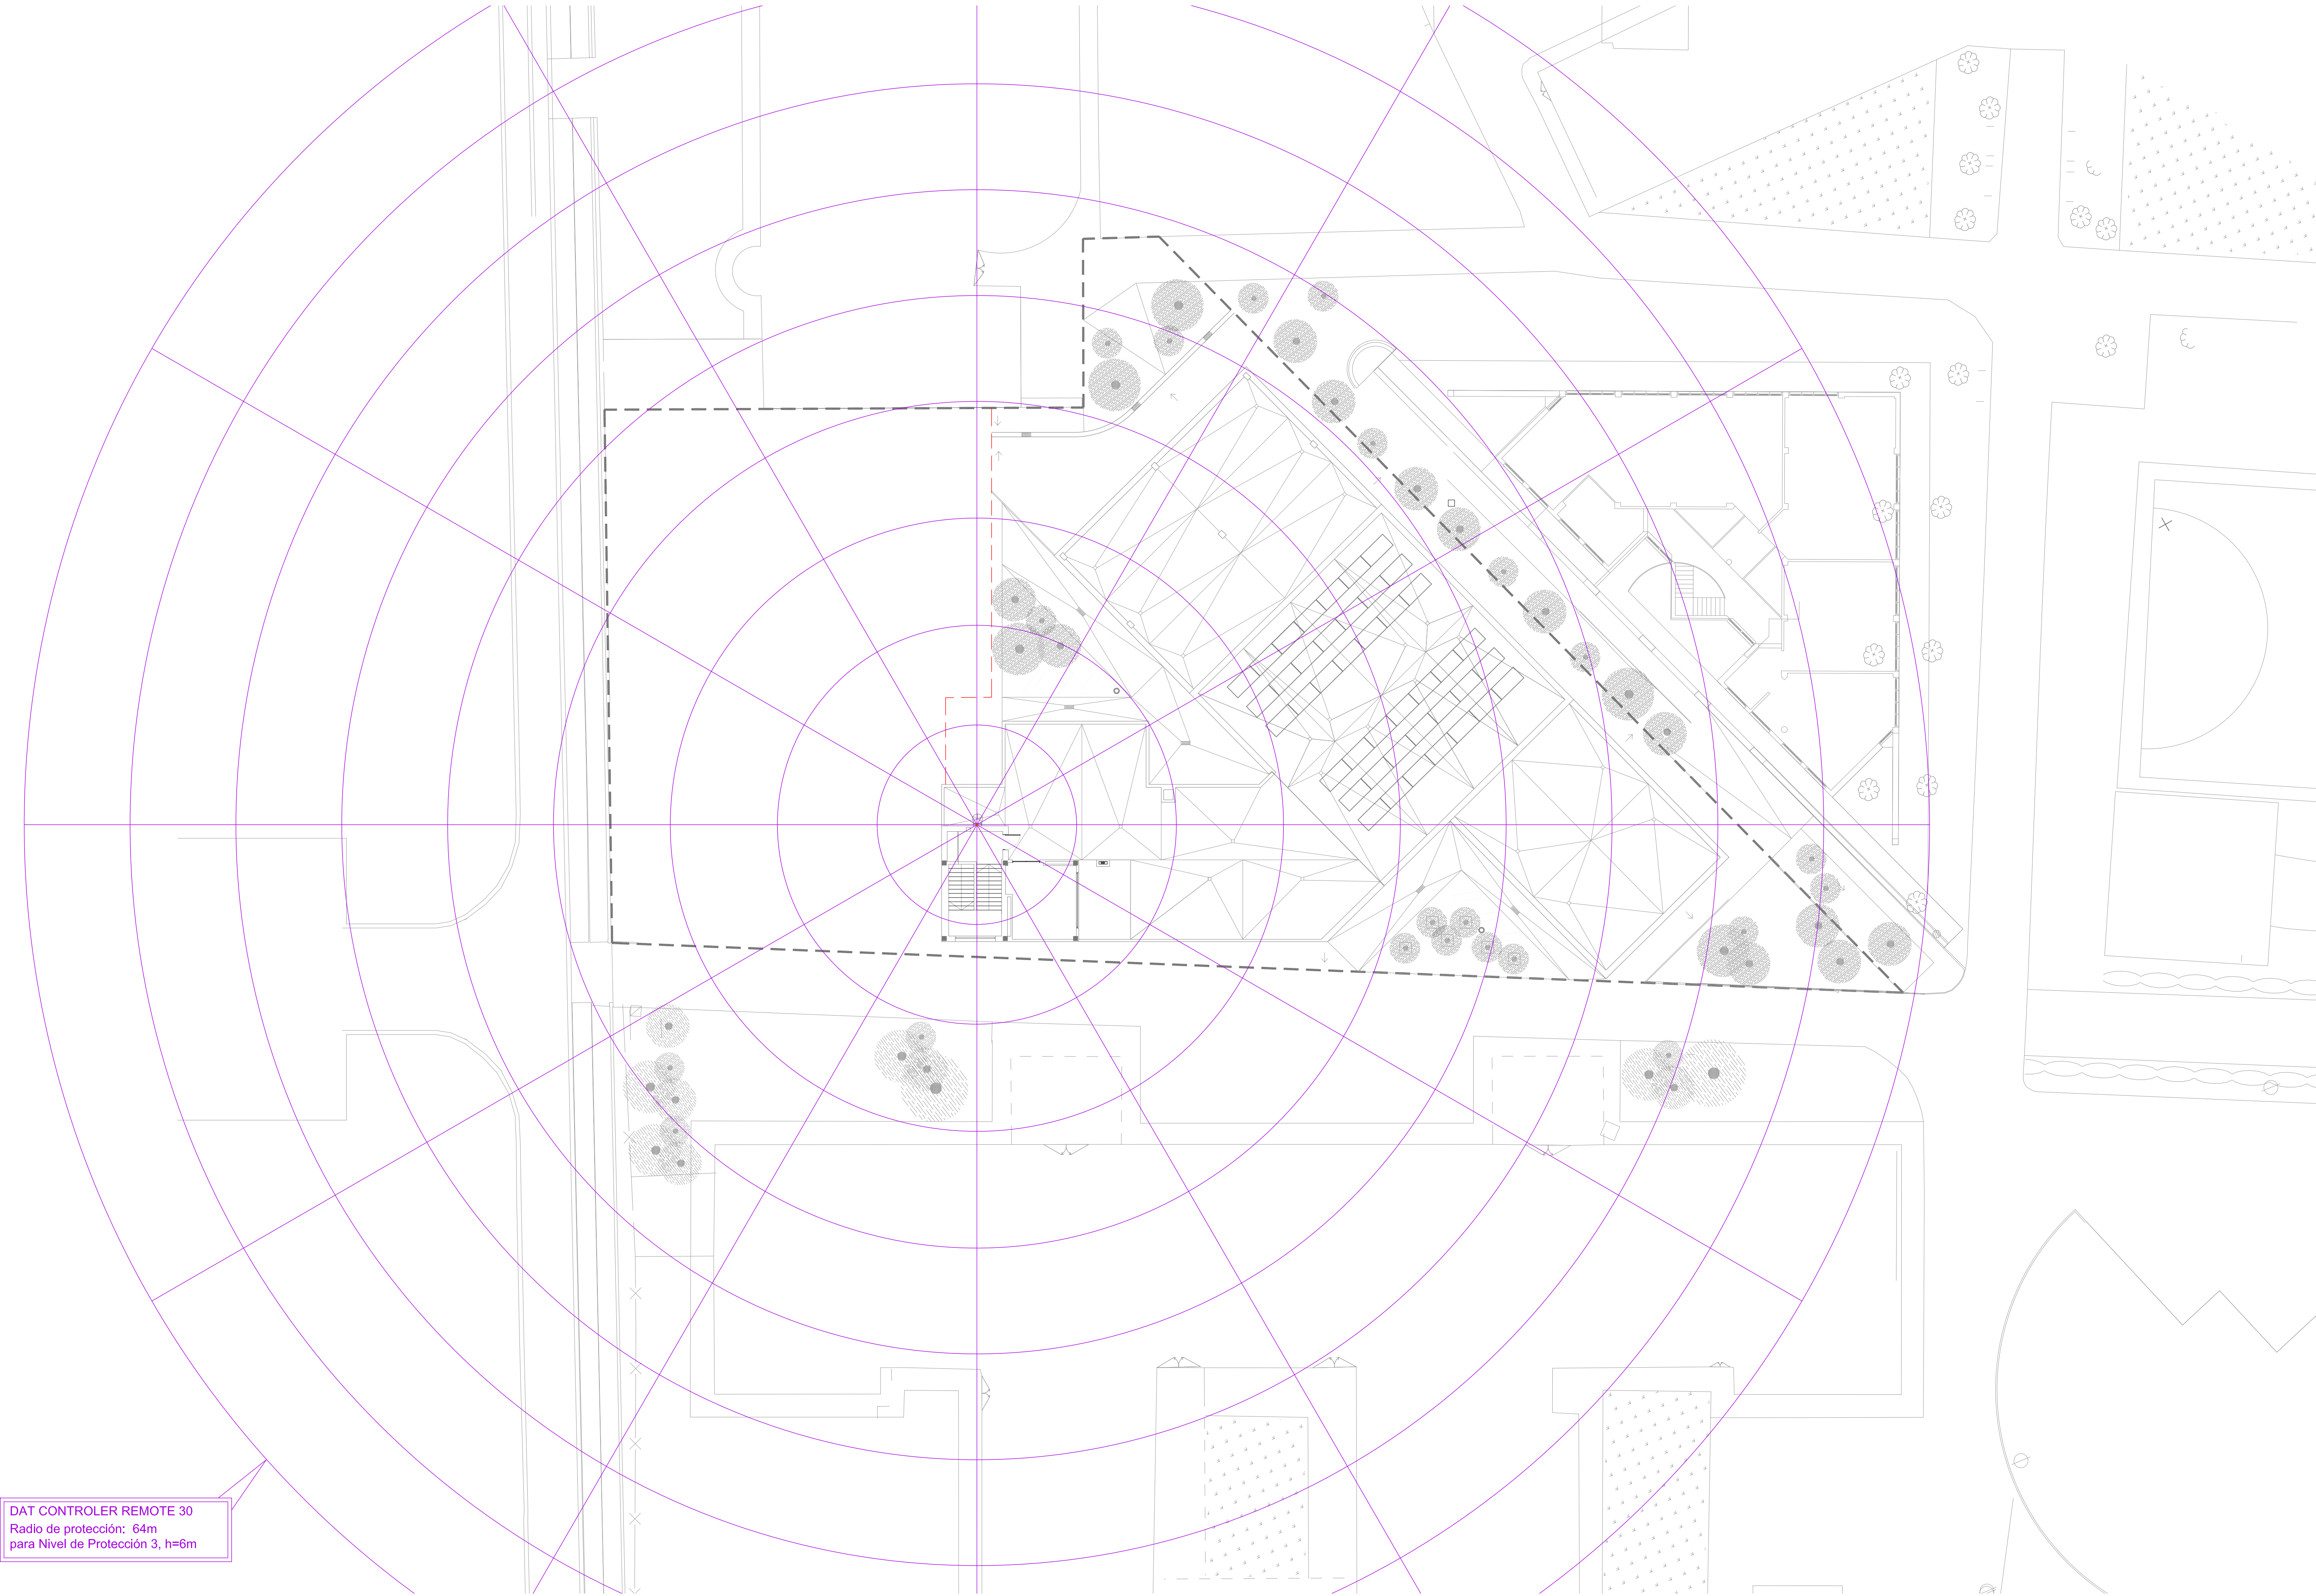 DAT CONTROLER REMOTE 30
Radio de protección: 64m
para Nivel de Protección 3, h=6m